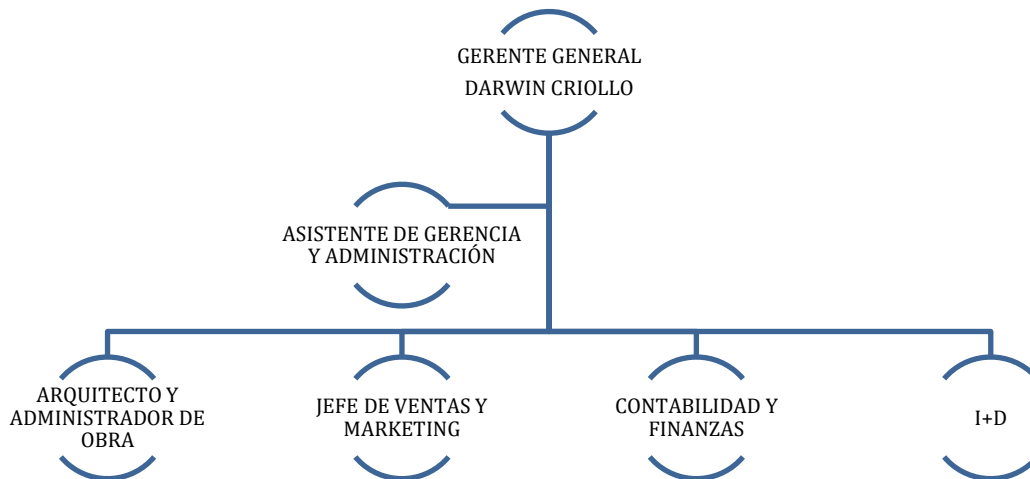 GERENTE GENERAL
DARWIN CRIOLLO
ASISTENTE DE GERENCIA
Y ADMINISTRACIÓN
ARQUITECTO Y
ADMINISTRADOR DE
OBRA
JEFE DE VENTAS Y
MARKETING
CONTABILIDAD Y
FINANZAS
I+D